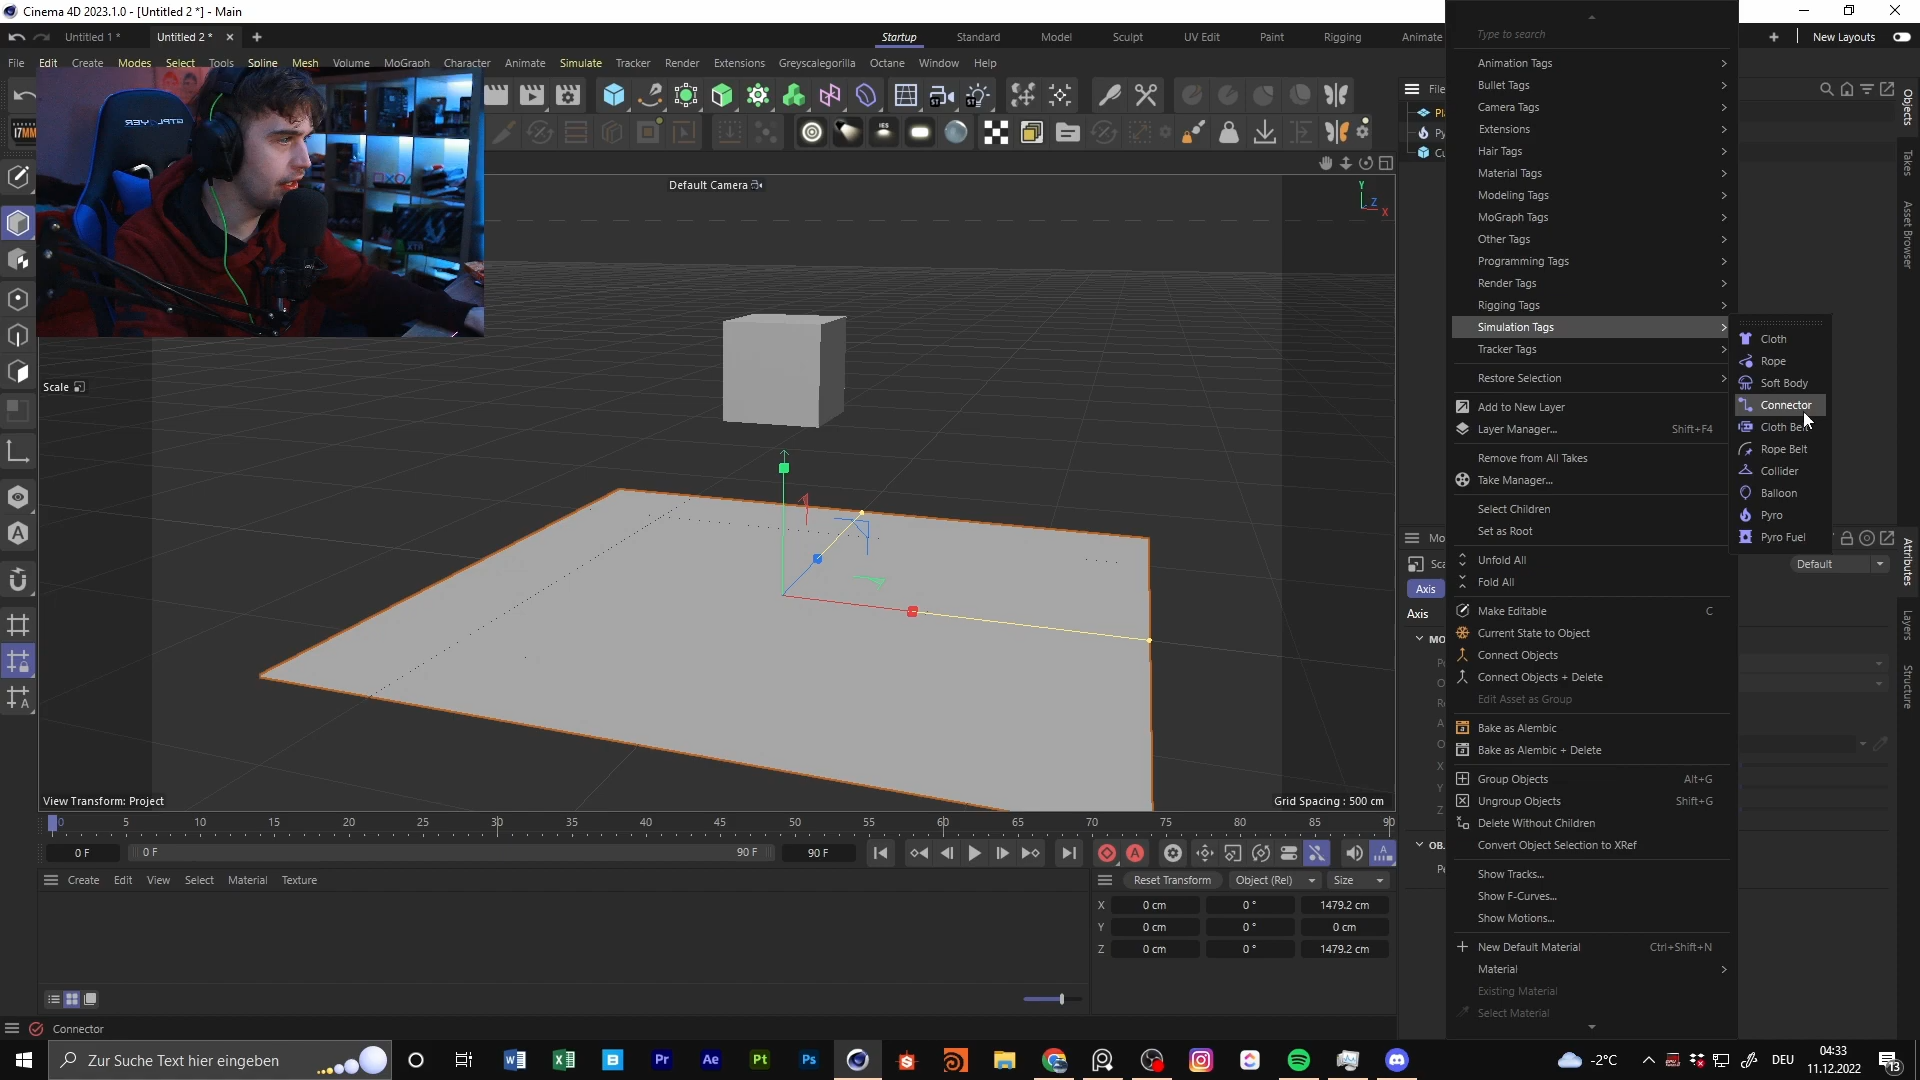 Cinema 4D 2023.1.0 - [Untitled 2 *] - Main
Untitled 1 *
Untitled 2 *
Startup
Standard
Model
Sculpt
UV Edit
Paint
Rigging
Animate
New Layouts
File
Edit
Create
Modes
Select
Tools
Spline
Mesh
Volume
MoGraph
Character
Animate
Simulate
Tracker
Render
Extensions
Greyscalegorilla
Octane
Window
Help
Default Camera
Y
Z
X
Scale
View Transform: Project
Grid Spacing : 500 cm
Type to search
Animation Tags
Bullet Tags
Camera Tags
Extensions
Hair Tags
Material Tags
Modeling Tags
MoGraph Tags
Other Tags
Programming Tags
Render Tags
Rigging Tags
Simulation Tags
Tracker Tags
Restore Selection
Add to New Layer
Layer Manager... Shift+F4
Remove from All Takes
Take Manager...
Select Children
Set as Root
Unfold All
Fold All
Make Editable C
Current State to Object
Connect Objects
Connect Objects + Delete
Edit Asset as Group
Bake as Alembic
Bake as Alembic + Delete
Group Objects Alt+G
Ungroup Objects Shift+G
Delete Without Children
Convert Object Selection to XRef
Show Tracks...
Show F-Curves...
Show Motions...
New Default Material Ctrl+Shift+N
Material
Existing Material
Select Material
Cloth
Rope
Soft Body
Connector
Cloth Belt
Rope Belt
Collider
Balloon
Pyro
Pyro Fuel
File
Objects
Takes
Asset Browser
Attributes
Layers
Structure
Default
Axis
Axis
0 5 10 15 20 25 30 35 40 45 50 55 60 65 70 75 80 85 90
0 F
0 F
90 F
90 F
Create
Edit
View
Select
Material
Texture
Reset Transform
Object (Rel)
Size
X 0 cm 0 ° 1479.2 cm
Y 0 cm 0 ° 0 cm
Z 0 cm 0 ° 1479.2 cm
Connector
Zur Suche Text hier eingeben
-2°C
DEU
04:33
11.12.2022
13